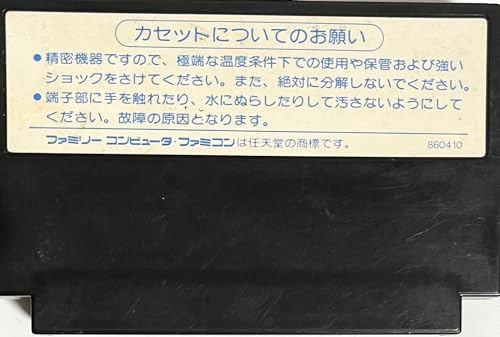 カセットについてのお願い
●精密機器ですので、極端な温度条件下での使用や保管および強い
ショックをさけてください。また、絶対に分解しないでください。
●端子部に手を触れたり、水にぬらしたりして汚さないようにして
ください。故障の原因となります。
ファミリーコンピュータ・ファミコンは任天堂の商標です。 860410